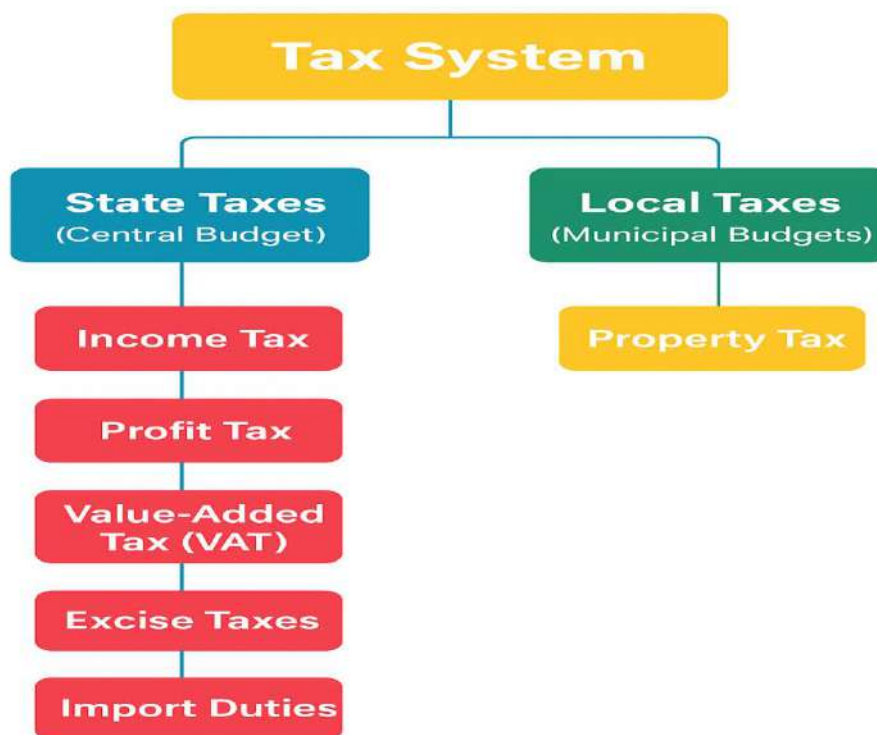 Tax System
State Taxes
(Central Budget)
Income Tax
Profit Tax
Value-Added
Tax (VAT)
Excise Taxes
Import Duties
Local Taxes
(Municipal Budgets)
Property Tax